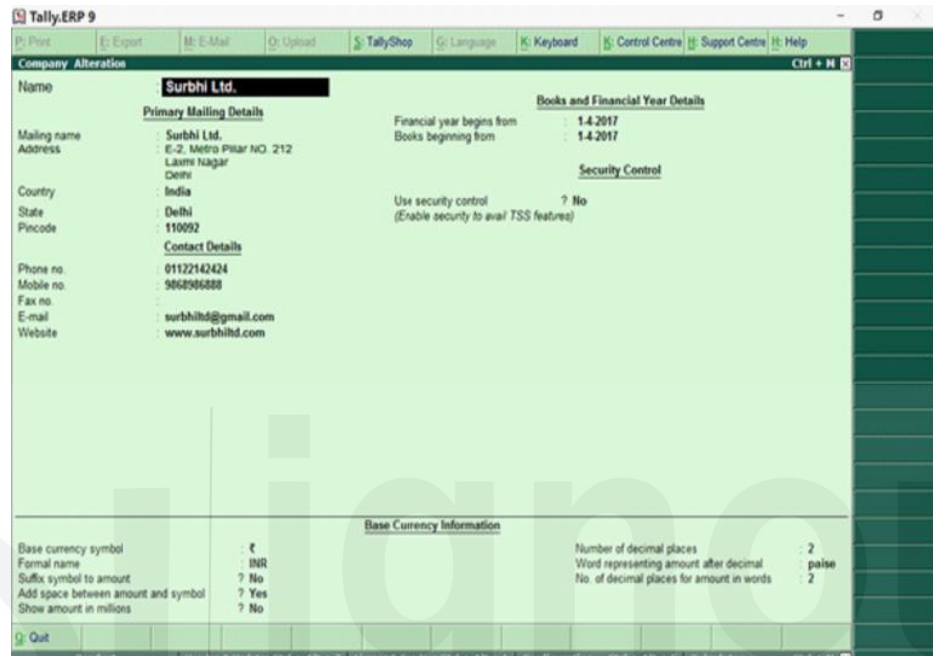 Tally.ERP 9
P: Print E: Export M: E-Mail O: Upload S: TallyShop G: Language K: Keyboard K: Control Centre H: Support Centre H: Help
Company Alteration Ctrl + M
Name : Surbhi Ltd.
Primary Mailing Details
Mailing name : Surbhi Ltd.
Address : E-2, Metro Pillar NO. 212
Laxmi Nagar
Delhi
Country : India
State : Delhi
Pincode : 110092
Contact Details
Phone no. : 01122142424
Mobile no. : 9868986888
Fax no. :
E-mail : surbhiltd@gmail.com
Website : www.surbhiltd.com
Books and Financial Year Details
Financial year begins from : 1-4-2017
Books beginning from : 1-4-2017
Security Control
Use security control ? No
(Enable security to avail TSS features)
Base Currency Information
Base currency symbol : ₹
Formal name : INR
Suffix symbol to amount ? No
Add space between amount and symbol ? Yes
Show amount in millions ? No
Number of decimal places : 2
Word representing amount after decimal : paise
No. of decimal places for amount in words : 2
Q: Quit
ignou